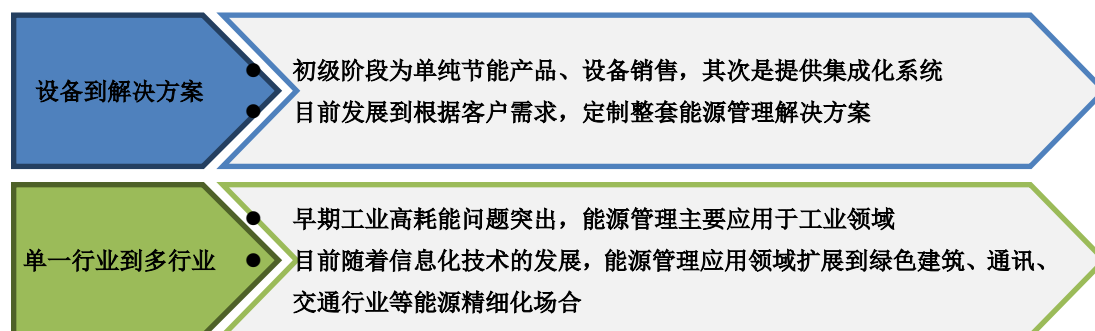 设备到解决方案
● 初级阶段为单纯节能产品、设备销售，其次是提供集成化系统
● 目前发展到根据客户需求，定制整套能源管理解决方案
单一行业到多行业
● 早期工业高耗能问题突出，能源管理主要应用于工业领域
● 目前随着信息化技术的发展，能源管理应用领域扩展到绿色建筑、通讯、
交通行业等能源精细化场合